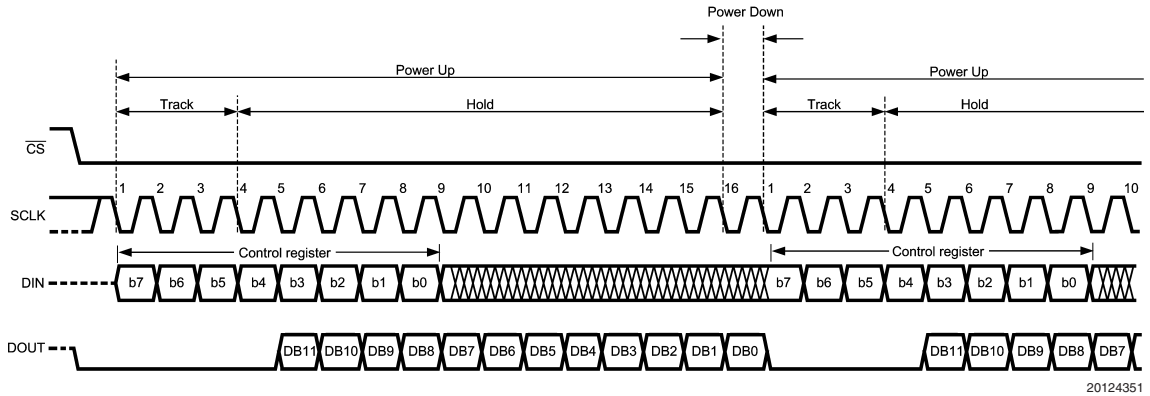 Power Down
Power Up Power Up
Track Hold Track Hold
CS
1 2 3 4 5 6 7 8 9 10 11 12 13 14 15 16 1 2 3 4 5 6 7 8 9 10
SCLK
Control register Control register
DIN b7 b6 b5 b4 b3 b2 b1 b0 b7 b6 b5 b4 b3 b2 b1 b0
DOUT DB11 DB10 DB9 DB8 DB7 DB6 DB5 DB4 DB3 DB2 DB1 DB0 DB11 DB10 DB9 DB8 DB7
20124351